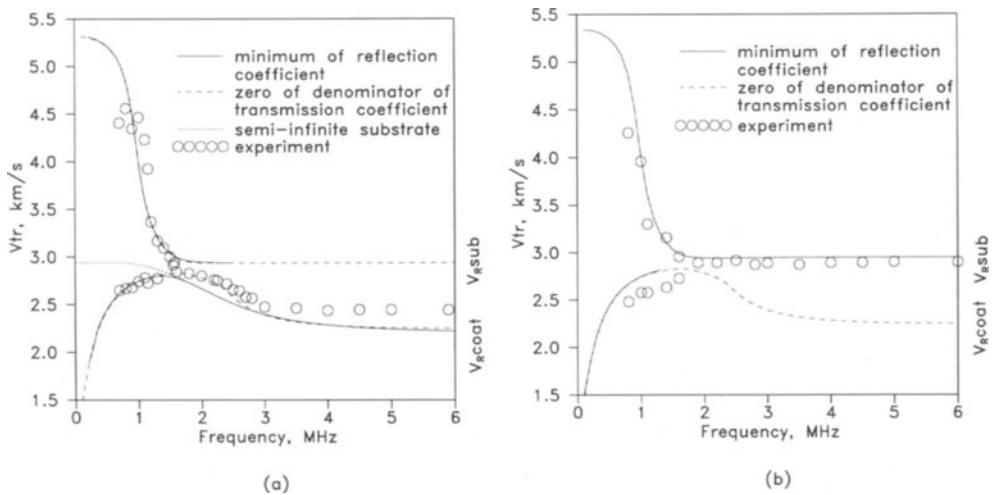 5.5
5.0
4.5
4.0
3.5
3.0
2.5
2.0
1.5
Vtr, km/s
minimum of reflection
coefficient
zero of denominator of
transmission coefficient
semi-infinite substrate
experiment
VRsub
VRcoat
0 1 2 3 4 5 6
Frequency, MHz
(a)
5.5
5.0
4.5
4.0
3.5
3.0
2.5
2.0
1.5
Vtr, km/s
minimum of reflection
coefficient
zero of denominator of
transmission coefficient
experiment
VRsub
VRcoat
0 1 2 3 4 5 6
Frequency, MHz
(b)